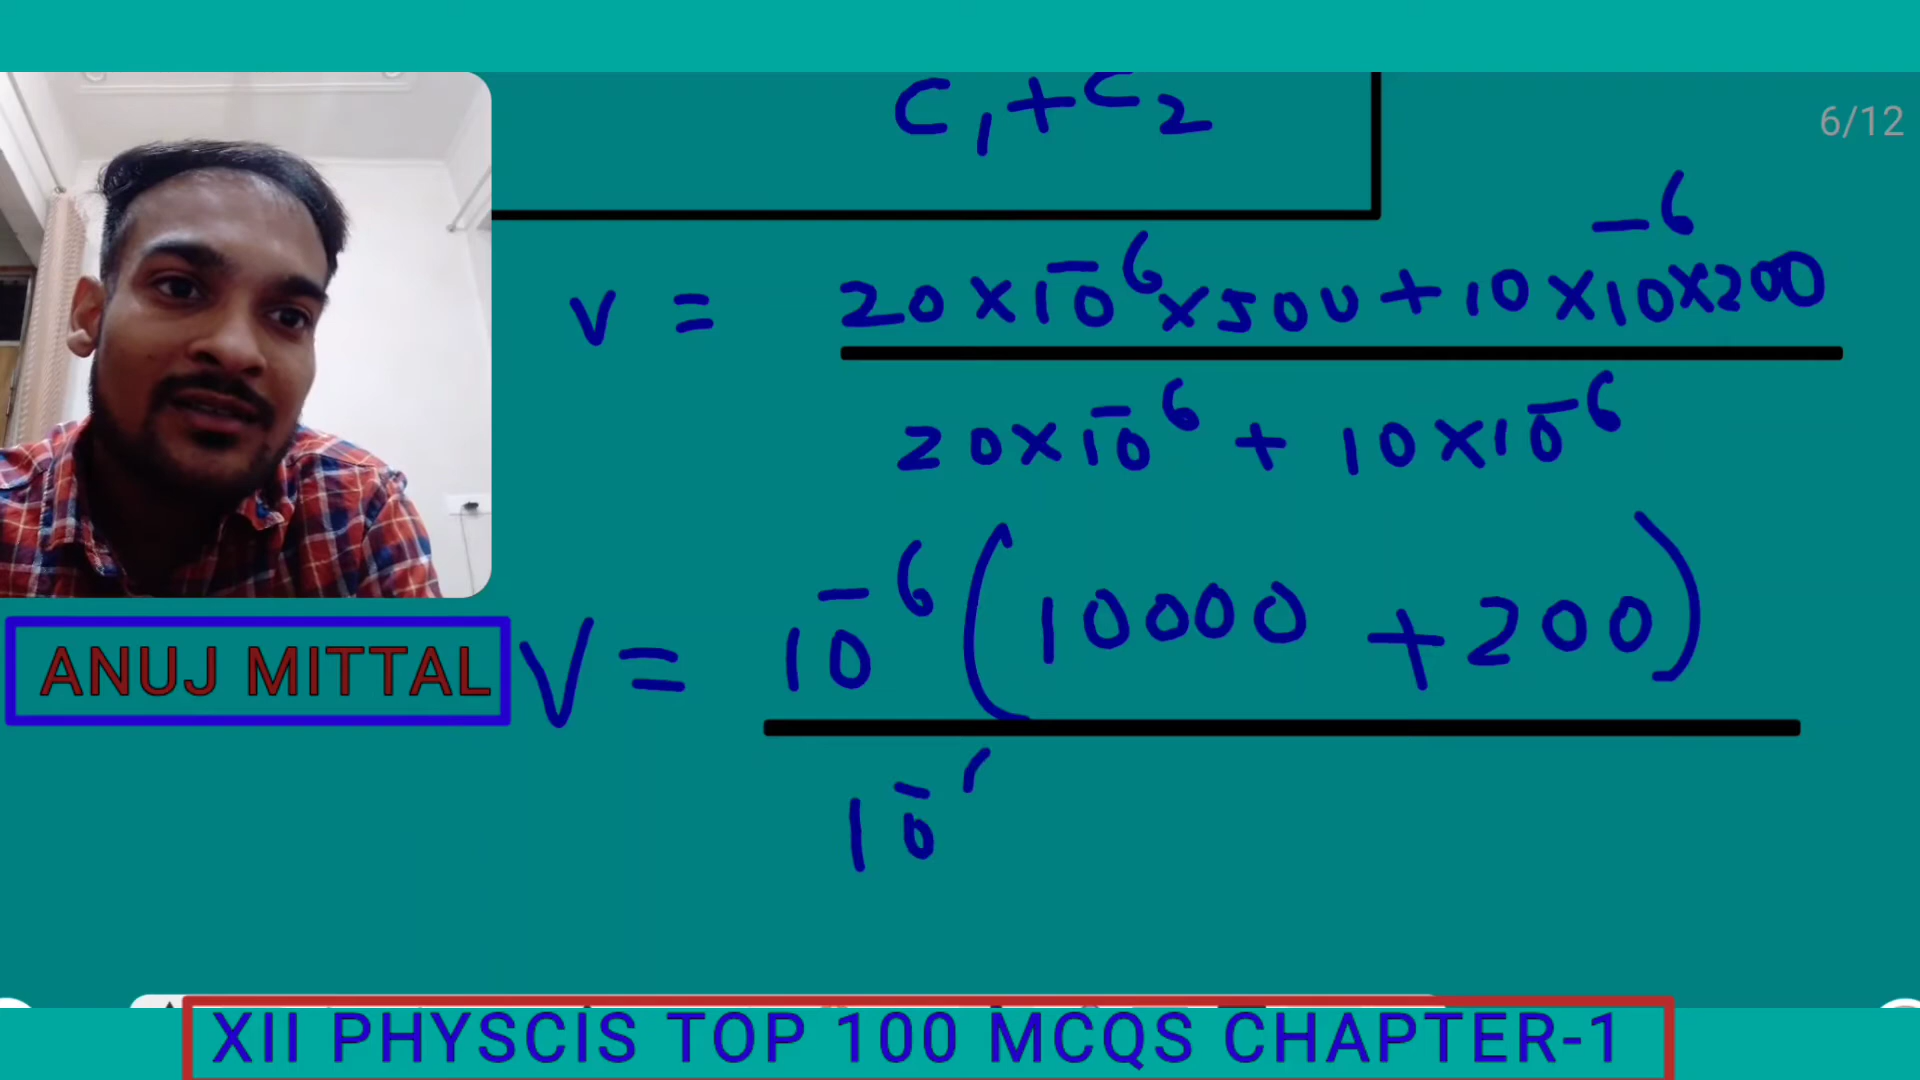 C₁+C₂
6/12
V = 20×10⁻⁶×500+10×10⁻⁶×200
20×10⁻⁶ + 10×10⁻⁶
V = 10⁻⁶(10000 + 200)
10⁻
ANUJ MITTAL
XII PHYSCIS TOP 100 MCQS CHAPTER-1